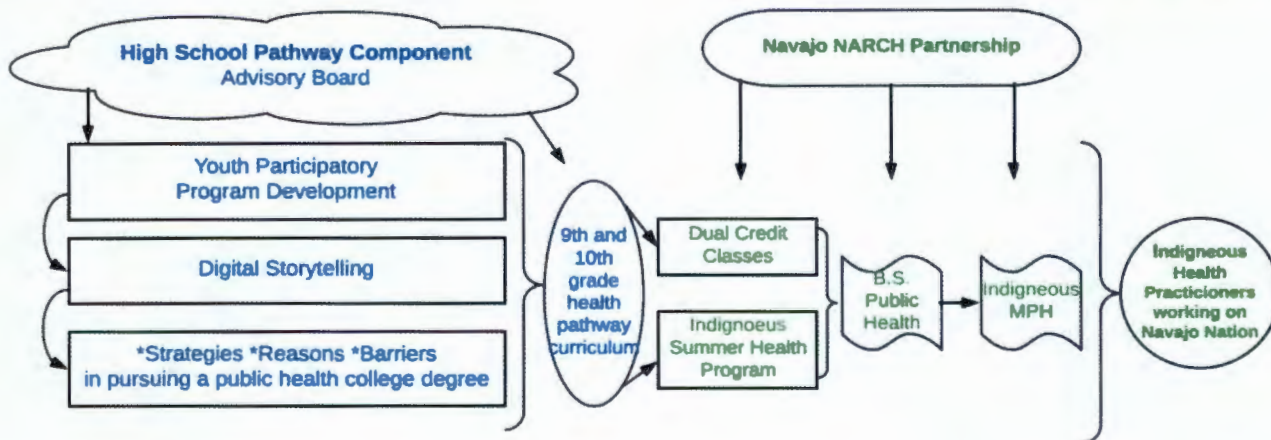 High School Pathway Component
Advisory Board
Navajo NARCH Partnership
Youth Participatory
Program Development
Digital Storytelling
*Strategies *Reasons *Barriers
in pursuing a public health college degree
9th and
10th
grade
health
pathway
curriculum
Dual Credit
Classes
Indignoeus
Summer Health
Program
B.S.
Public
Health
Indigneous
MPH
Indigneous
Health
Practicioners
working on
Navajo Nation